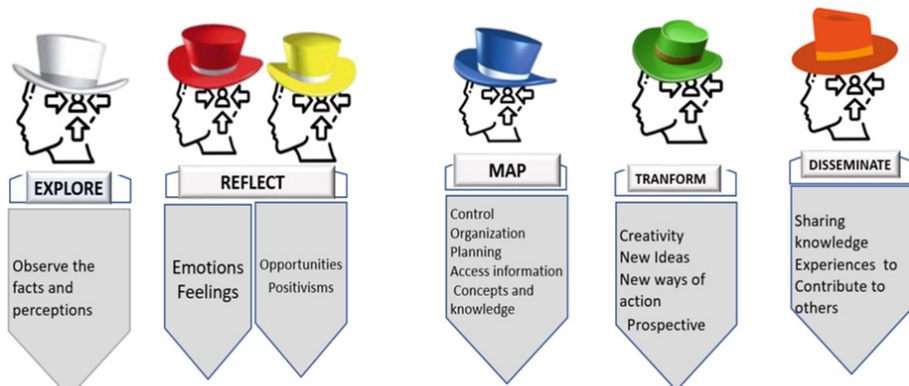 EXPLORE
Observe the
facts and
perceptions
REFLECT
Emotions
Feelings
Opportunities
Positivisms
MAP
Control
Organization
Planning
Access information
Concepts and
knowledge
TRANFORM
Creativity
New Ideas
New ways of
action
Prospective
DISSEMINATE
Sharing
knowledge
Experiences to
Contribute to
others